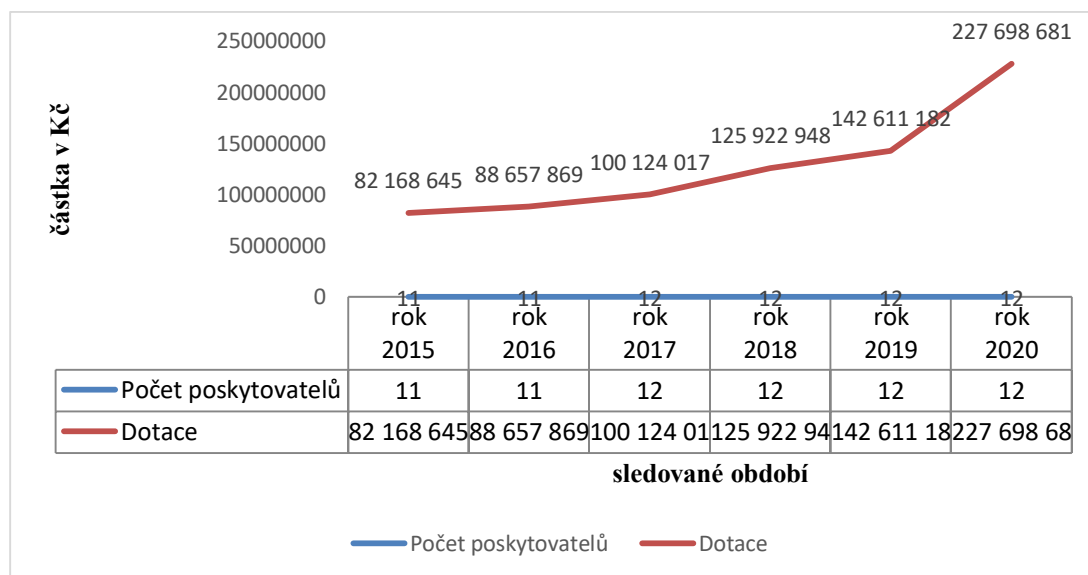 250000000
200000000
150000000
100000000
50000000
0
částka v Kč
82 168 645
88 657 869
100 124 017
125 922 948
142 611 182
227 698 681
11 11 12 12 12 12
rok 2015 rok 2016 rok 2017 rok 2018 rok 2019 rok 2020
Počet poskytovatelů 11 11 12 12 12 12
Dotace 82 168 645 88 657 869 100 124 01 125 922 94 142 611 18 227 698 68
sledované období
Počet poskytovatelů Dotace